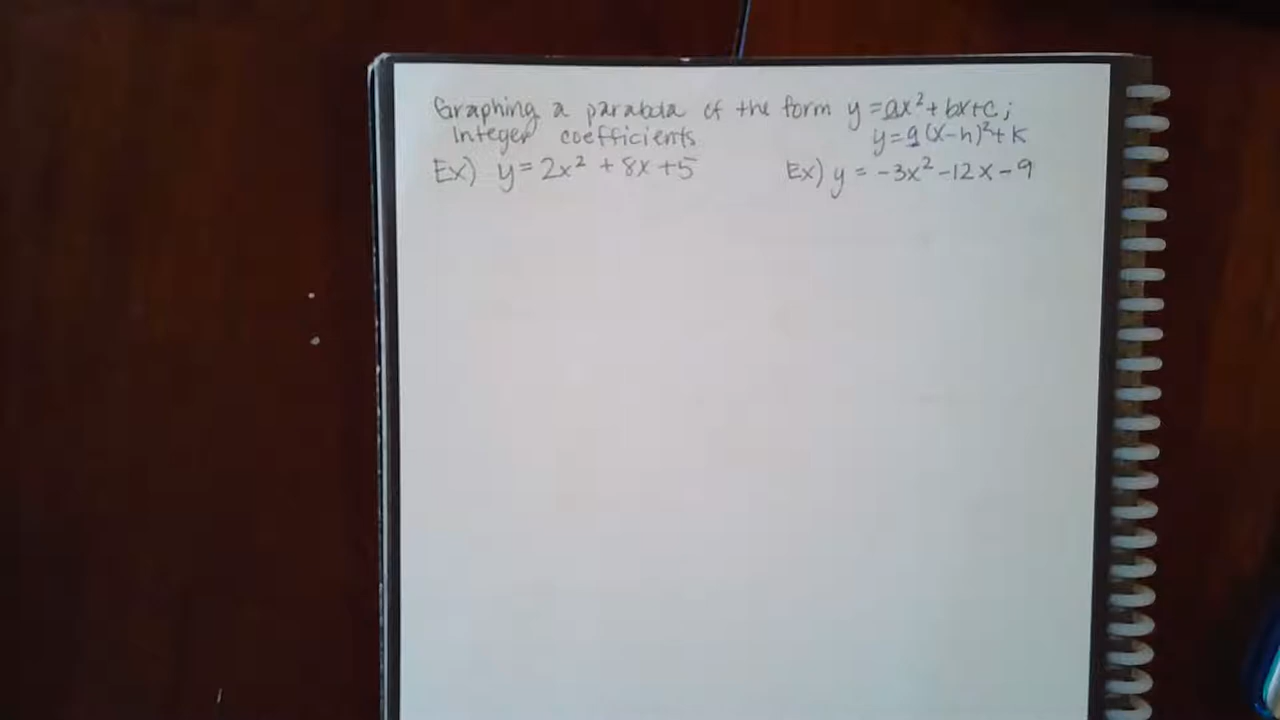 Graphing a parabola of the form y = ax² + bx + c ;
Integer coefficients y = a(x-h)² + k
Ex) y = 2x² + 8x + 5 Ex) y = -3x² - 12x - 9